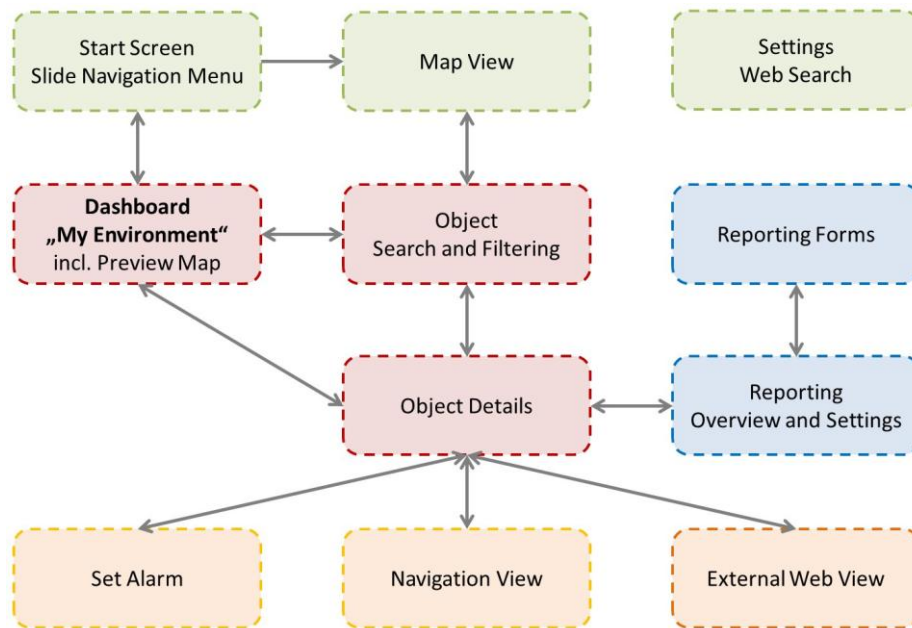 Start Screen
Slide Navigation Menu
Map View
Settings
Web Search
Dashboard
„My Environment“
incl. Preview Map
Object
Search and Filtering
Reporting Forms
Object Details
Reporting
Overview and Settings
Set Alarm
Navigation View
External Web View